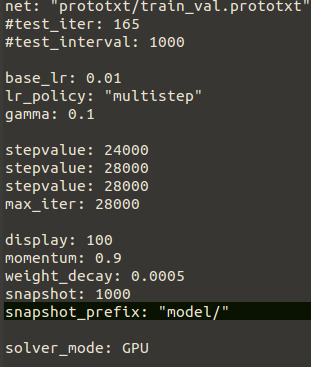 net: "prototxt/train_val.prototxt"
#test_iter: 165
#test_interval: 1000
base_lr: 0.01
lr_policy: "multistep"
gamma: 0.1
stepvalue: 24000
stepvalue: 28000
stepvalue: 28000
max_iter: 28000
display: 100
momentum: 0.9
weight_decay: 0.0005
snapshot: 1000
snapshot_prefix: "model/"
solver_mode: GPU